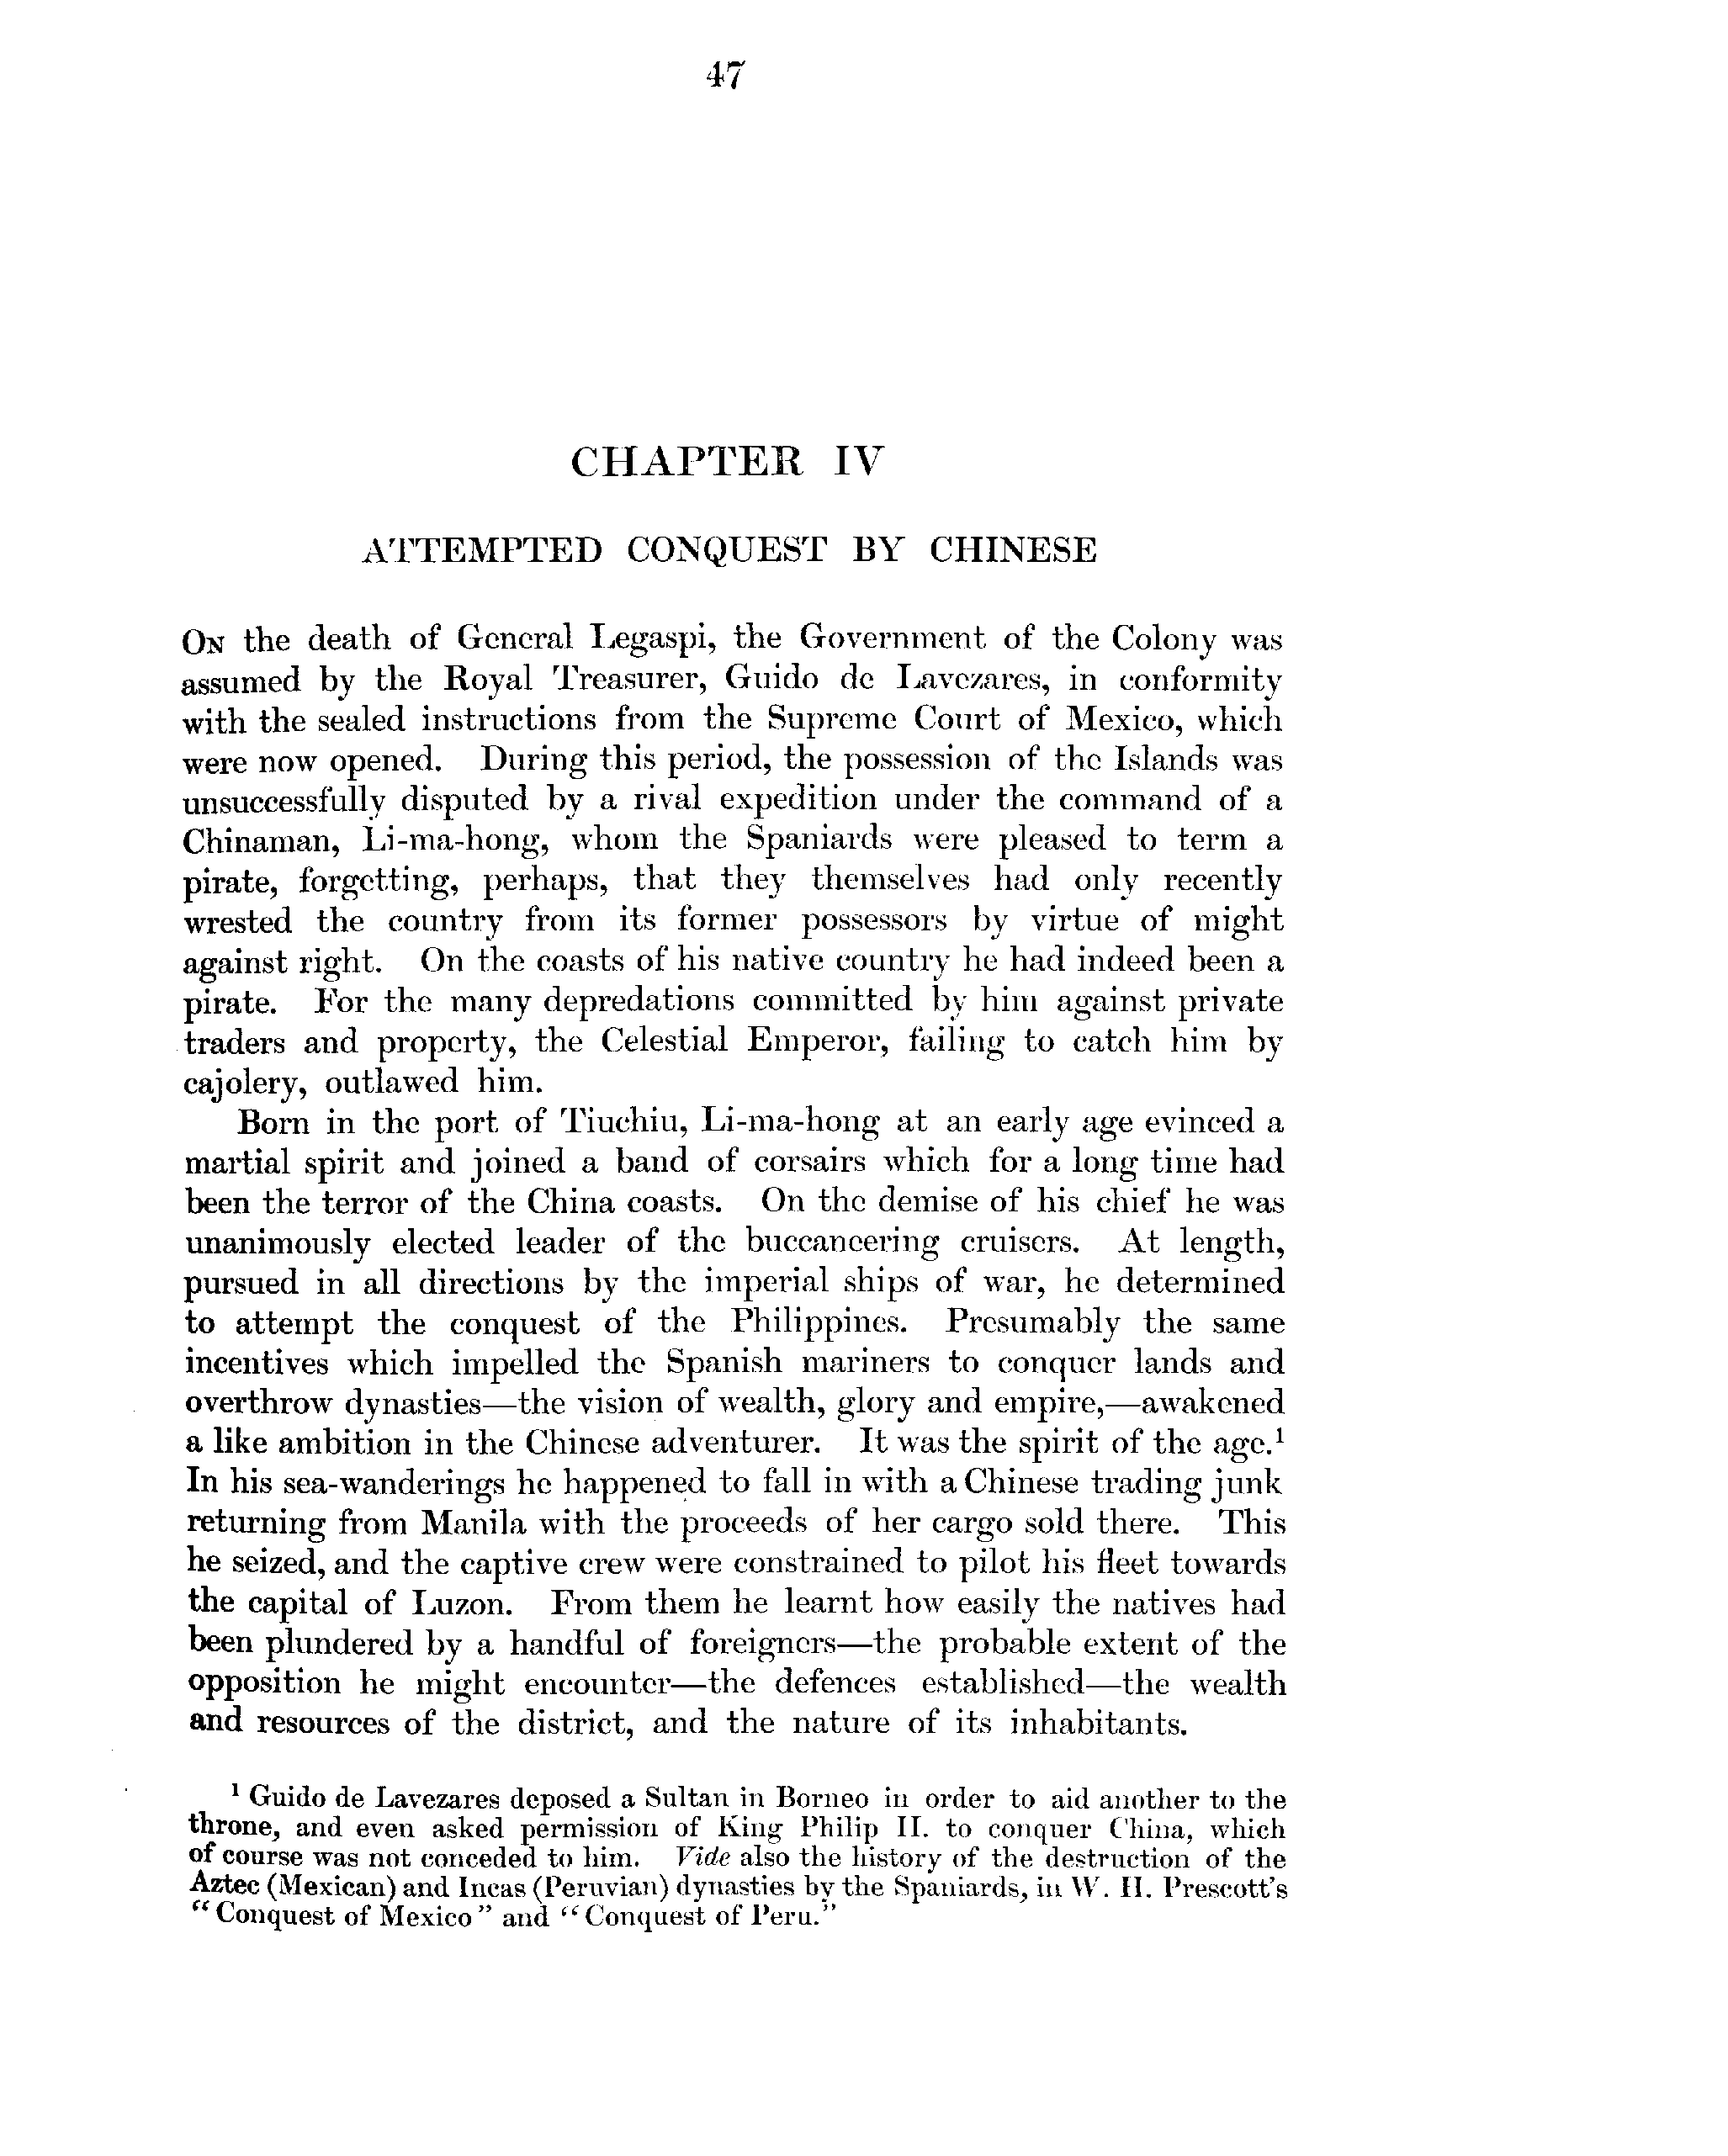 47
CHAPTER IV
ATTEMPTED CONQUEST BY CHINESE
ON the death of General Legaspi, the Government of the Colony was
assumed by the Royal Treasurer, Guido de Lavezares, in conformity
with the sealed instructions from the Supreme Court of Mexico, which
were now opened. During this period, the possession of the Islands was
unsuccessfully disputed by a rival expedition under the command of a
Chinaman, Li-ma-hong, whom the Spaniards were pleased to term a
pirate, forgetting, perhaps, that they themselves had only recently
wrested the country from its former possessors by virtue of might
against right. On the coasts of his native country he had indeed been a
pirate. For the many depredations committed by him against private
traders and property, the Celestial Emperor, failing to catch him by
cajolery, outlawed him.
Born in the port of Tiuchiu, Li-ma-hong at an early age evinced a
martial spirit and joined a band of corsairs which for a long time had
been the terror of the China coasts. On the demise of his chief he was
unanimously elected leader of the buccaneering cruisers. At length,
pursued in all directions by the imperial ships of war, he determined
to attempt the conquest of the Philippines. Presumably the same
incentives which impelled the Spanish mariners to conquer lands and
overthrow dynasties—the vision of wealth, glory and empire,—awakened
a like ambition in the Chinese adventurer. It was the spirit of the age.¹
In his sea-wanderings he happened to fall in with a Chinese trading junk
returning from Manila with the proceeds of her cargo sold there. This
he seized, and the captive crew were constrained to pilot his fleet towards
the capital of Luzon. From them he learnt how easily the natives had
been plundered by a handful of foreigners—the probable extent of the
opposition he might encounter—the defences established—the wealth
and resources of the district, and the nature of its inhabitants.
¹ Guido de Lavezares deposed a Sultan in Borneo in order to aid another to the
throne, and even asked permission of King Philip II. to conquer China, which
of course was not conceded to him. Vide also the history of the destruction of the
Aztec (Mexican) and Incas (Peruvian) dynasties by the Spaniards, in W. H. Prescott's
“Conquest of Mexico” and “Conquest of Peru.”